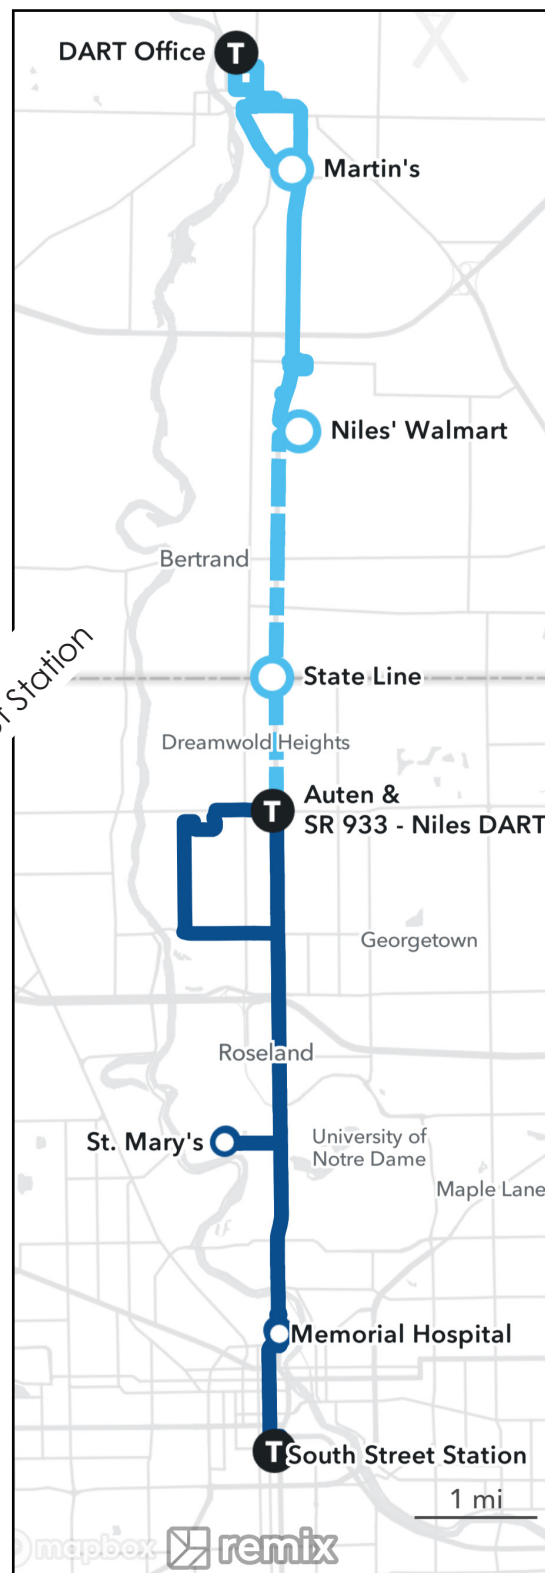 DART Office
T
Martin's
Niles' Walmart
Bertrand
Station
State Line
Dreamwold Heights
Auten &
T
SR 933 - Niles DART
Georgetown
Roseland
St. Mary's
University of
Notre Dame
Maple Lane
Memorial Hospital
T
South Street Station
1 mi
mapbox
remix